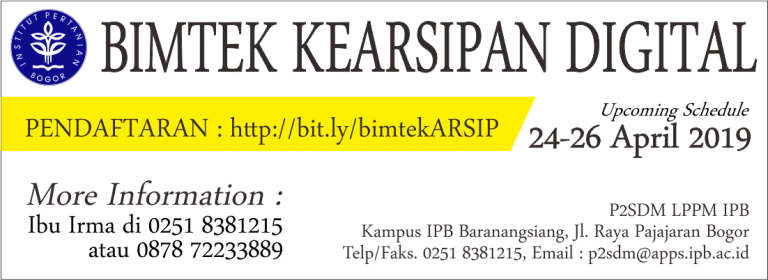 INSTITUT PERTANIAN
BOGOR
BIMTEK KEARSIPAN DIGITAL
PENDAFTARAN : http://bit.ly/bimtekARSIP
Upcoming Schedule
24-26 April 2019
More Information :
Ibu Irma di 0251 8381215
atau 0878 72233889
P2SDM LPPM IPB
Kampus IPB Baranangsiang, Jl. Raya Pajajaran Bogor
Telp/Faks. 0251 8381215, Email : p2sdm@apps.ipb.ac.id